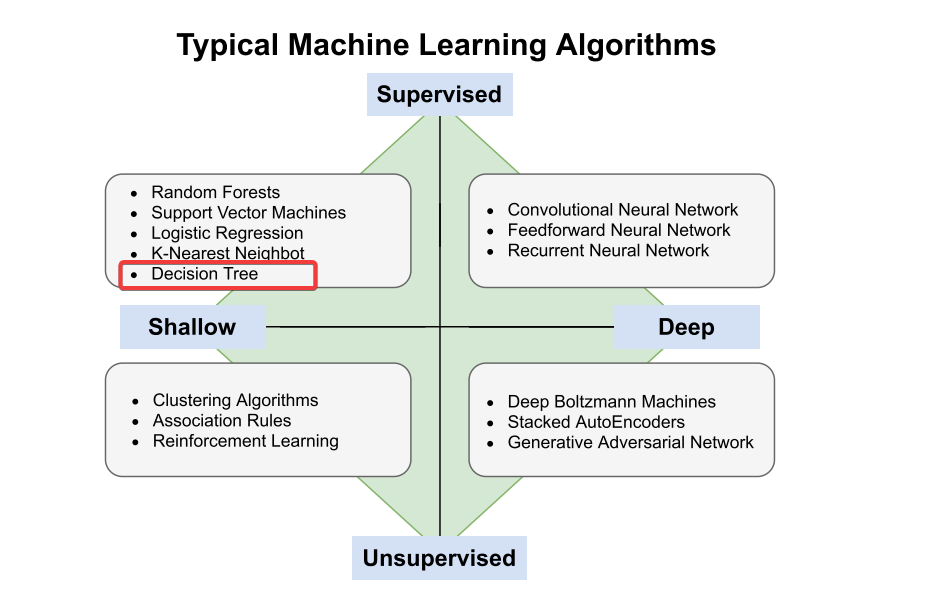 Typical Machine Learning Algorithms
Supervised
Random Forests
Support Vector Machines
Logistic Regression
K-Nearest Neighbot
Decision Tree
Convolutional Neural Network
Feedforward Neural Network
Recurrent Neural Network
Shallow
Deep
Clustering Algorithms
Association Rules
Reinforcement Learning
Deep Boltzmann Machines
Stacked AutoEncoders
Generative Adversarial Network
Unsupervised